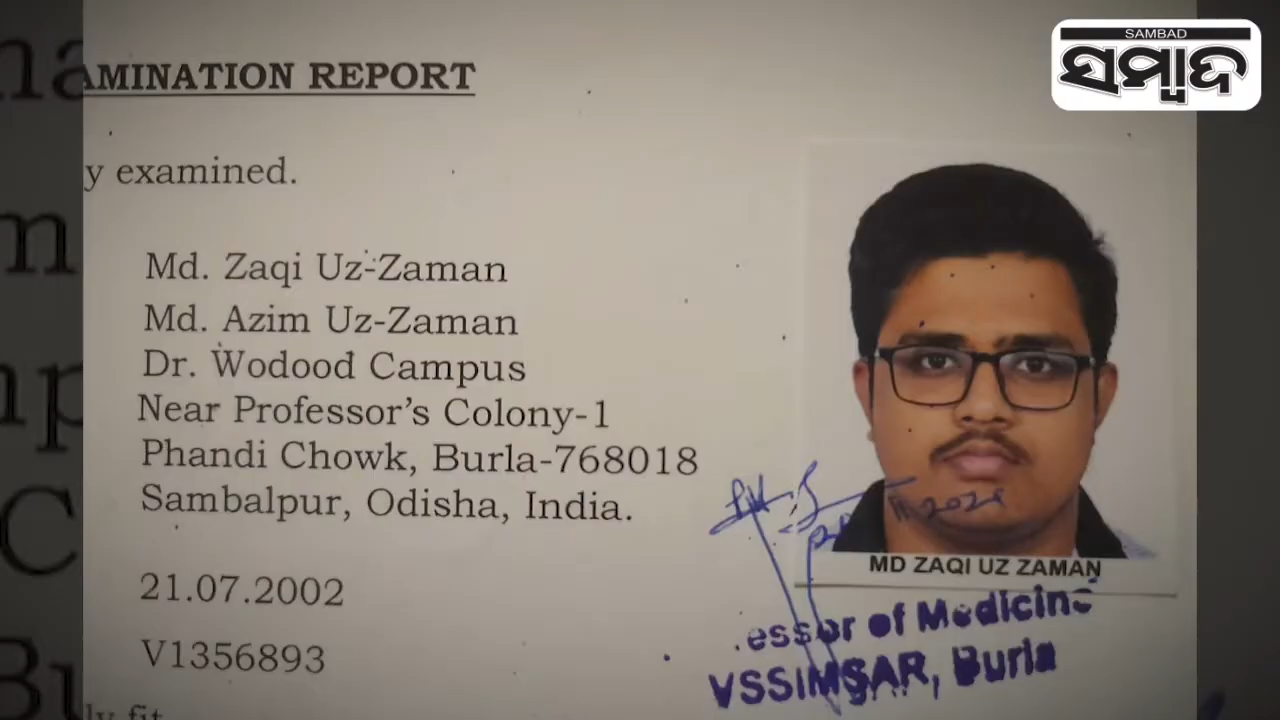 SAMBAD
ସମ୍ବାଦ
AMINATION REPORT
y examined.
Md. Zaqi Uz-Zaman
Md. Azim Uz-Zaman
Dr. Wodood Campus
Near Professor's Colony-1
Phandi Chowk, Burla-768018
Sambalpur, Odisha, India.
21.07.2002
V1356893
ly fit
MD ZAQI UZ ZAMAN
essor of Medicine
VSSIMSAR, Burla